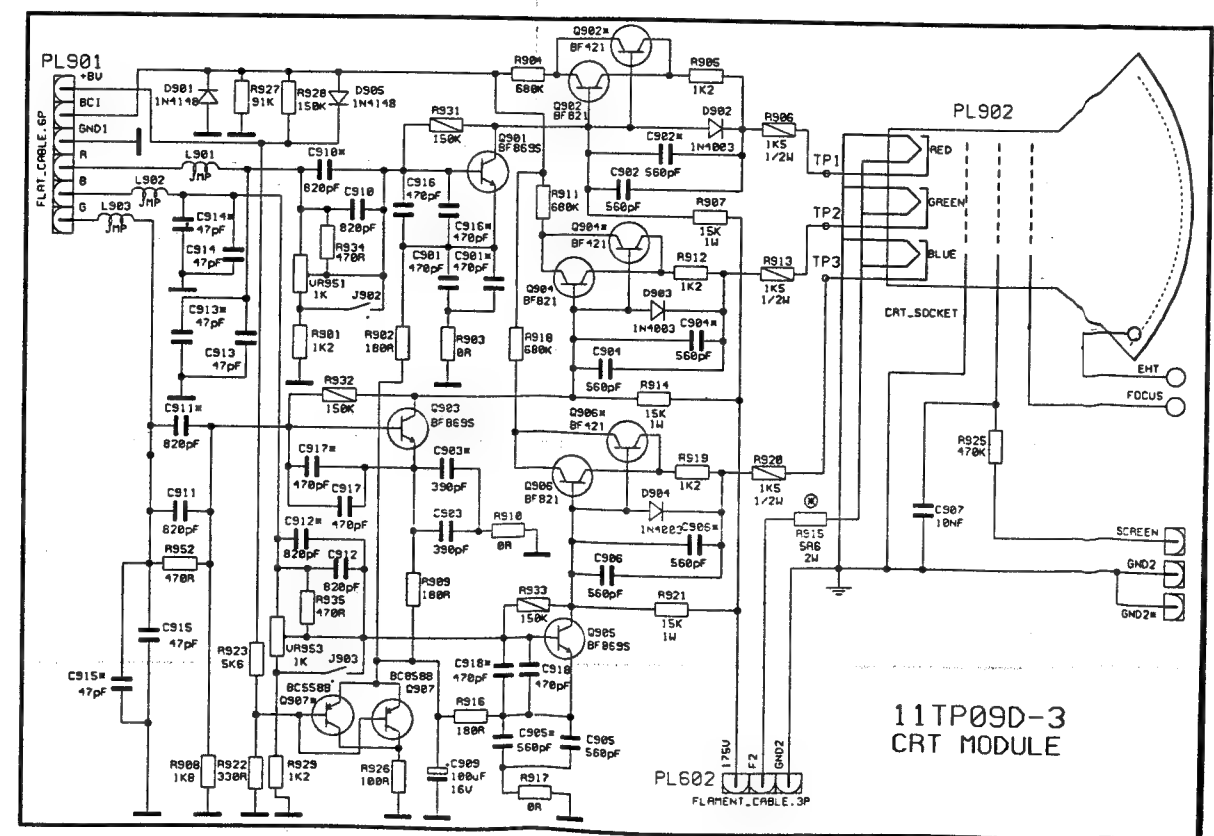 PL901
+8V
BCI
GND1
R
B
G
FLAT_CABLE.6P
L901
JMP
L902
JMP
L903
JMP
D901
1N4148
R927
91K
R928
150K
D905
1N4148
R931
150K
Q901
BF869S
R904
680K
Q902*
BF421
Q902
BF821
R905
1K2
D902
1N4003
C902*
560pF
C902
560pF
R906
1K5
1/2W
R907
15K
1W
C910*
820pF
C910
820pF
R934
470R
VR951
1K
J902
R901
1K2
C916
470pF
C916*
470pF
C901
470pF
C901*
470pF
R902
180R
R903
0R
C914*
47pF
C914
47pF
C913*
47pF
C913
47pF
R911
680K
Q904*
BF421
Q904
BF821
R912
1K2
D903
1N4003
C904*
560pF
C904
560pF
R913
1K5
1/2W
R914
15K
1W
R918
680K
R932
150K
Q903
BF869S
C911*
820pF
C911
820pF
R952
470R
C915
47pF
C915*
47pF
C917*
470pF
C917
470pF
C903*
390pF
C903
390pF
R910
0R
R909
180R
C912*
820pF
C912
820pF
R935
470R
VR953
1K
J903
R923
5K6
R908
1K8
R922
330R
R929
1K2
BC558B
Q907*
BC858B
Q907
R926
100R
C909
100uF
16V
R916
180R
Q906*
BF421
Q906
BF821
R919
1K2
D904
1N4003
C906*
560pF
C906
560pF
R920
1K5
1/2W
R921
15K
1W
R933
150K
Q905
BF869S
C918*
470pF
C918
470pF
C905*
560pF
C905
560pF
R917
0R
R915
5R6
2W
TP1
TP2
TP3
PL902
RED
GREEN
BLUE
CRT_SOCKET
EHT
FOCUS
R925
470K
C907
10NF
SCREEN
GND2
GND2*
PL602
175V
F2
GND2
FLAMENT_CABLE.3P
11TP09D-3
CRT MODULE